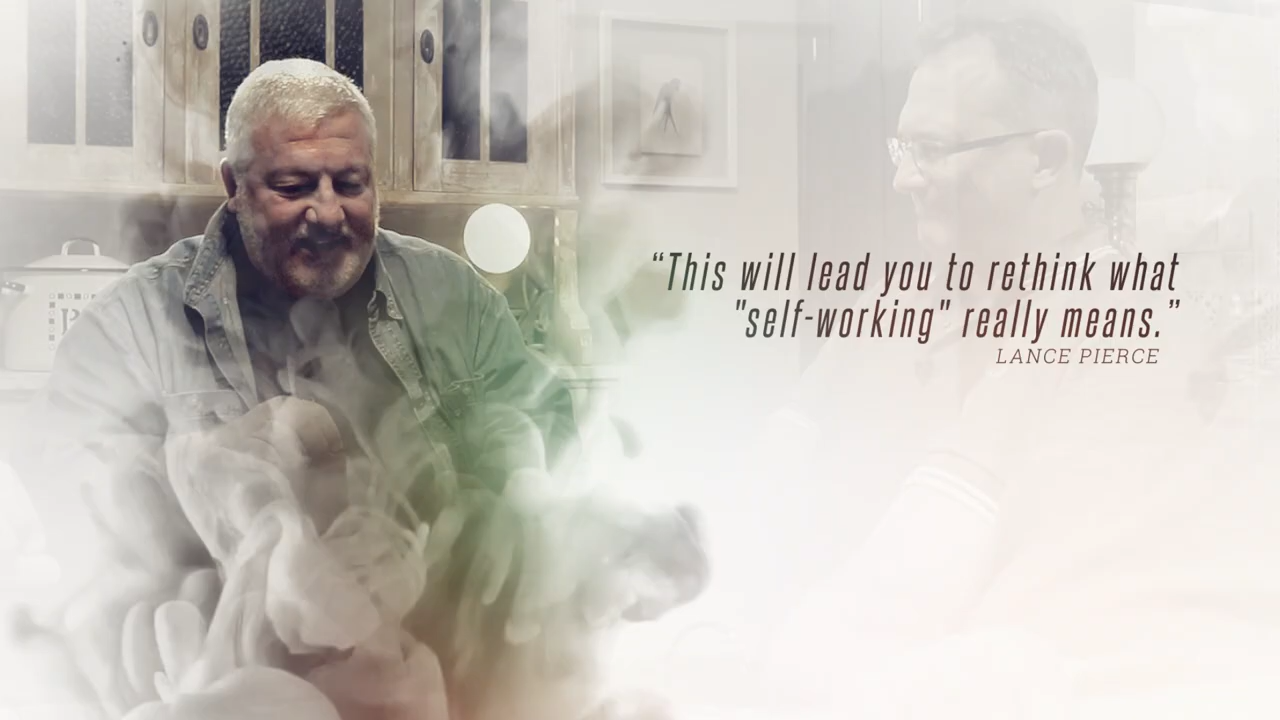 “This will lead you to rethink what
"self-working" really means.”
LANCE PIERCE